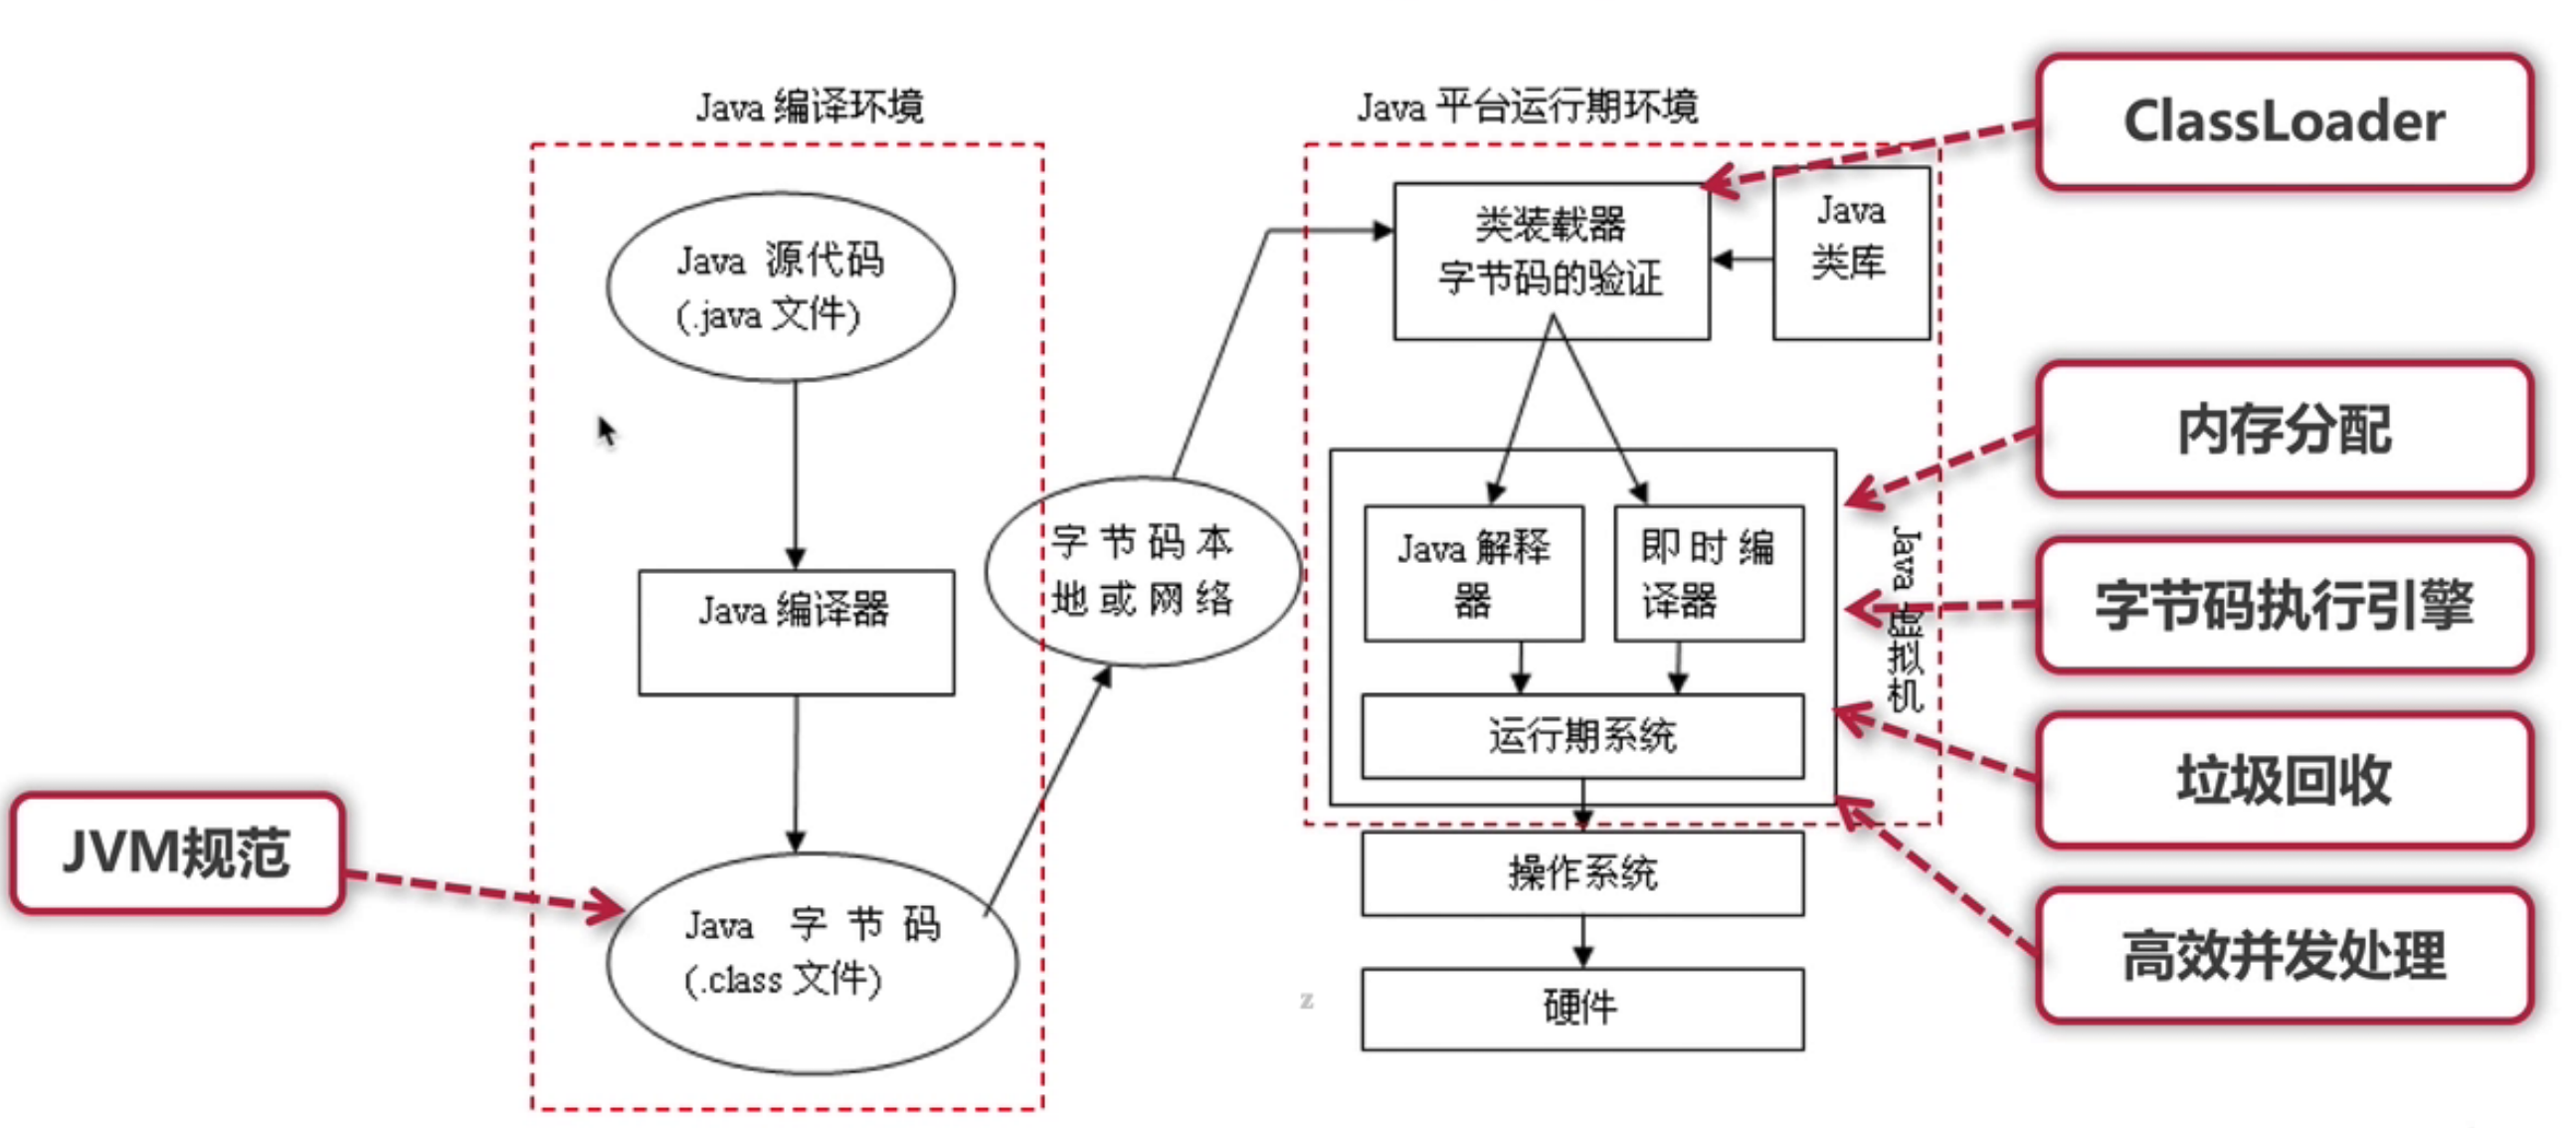 Java 编译环境
Java 源代码
(.java 文件)
Java 编译器
Java 字 节 码
(.class 文件)
JVM规范
字 节 码 本
地 或 网 络
Java 平台运行期环境
类装载器
字节码的验证
Java
类库
Java 解释
器
即 时 编
译器
运行期系统
Java 虚拟机
操作系统
硬件
z
ClassLoader
内存分配
字节码执行引擎
垃圾回收
高效并发处理